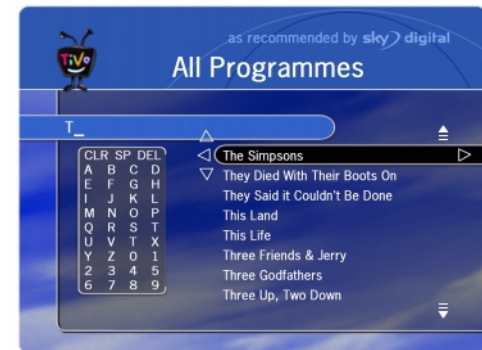 as recommended by sky digital
TiVo
All Programmes
T_
CLR SP DEL
A B C D
E F G H
I J K L
M N O P
Q R S T
U V T X
Y Z 0 1
2 3 4 5
6 7 8 9
The Simpsons
They Died With Their Boots On
They Said it Couldn't Be Done
This Land
This Life
Three Friends & Jerry
Three Godfathers
Three Up, Two Down